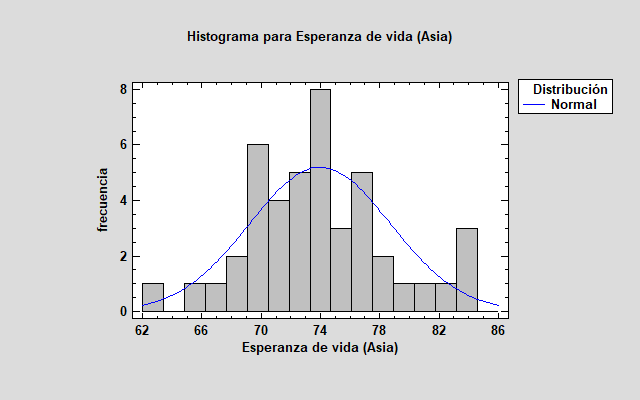 Histograma para Esperanza de vida (Asia)
Distribución
Normal
frecuencia
8
6
4
2
0
62 66 70 74 78 82 86
Esperanza de vida (Asia)